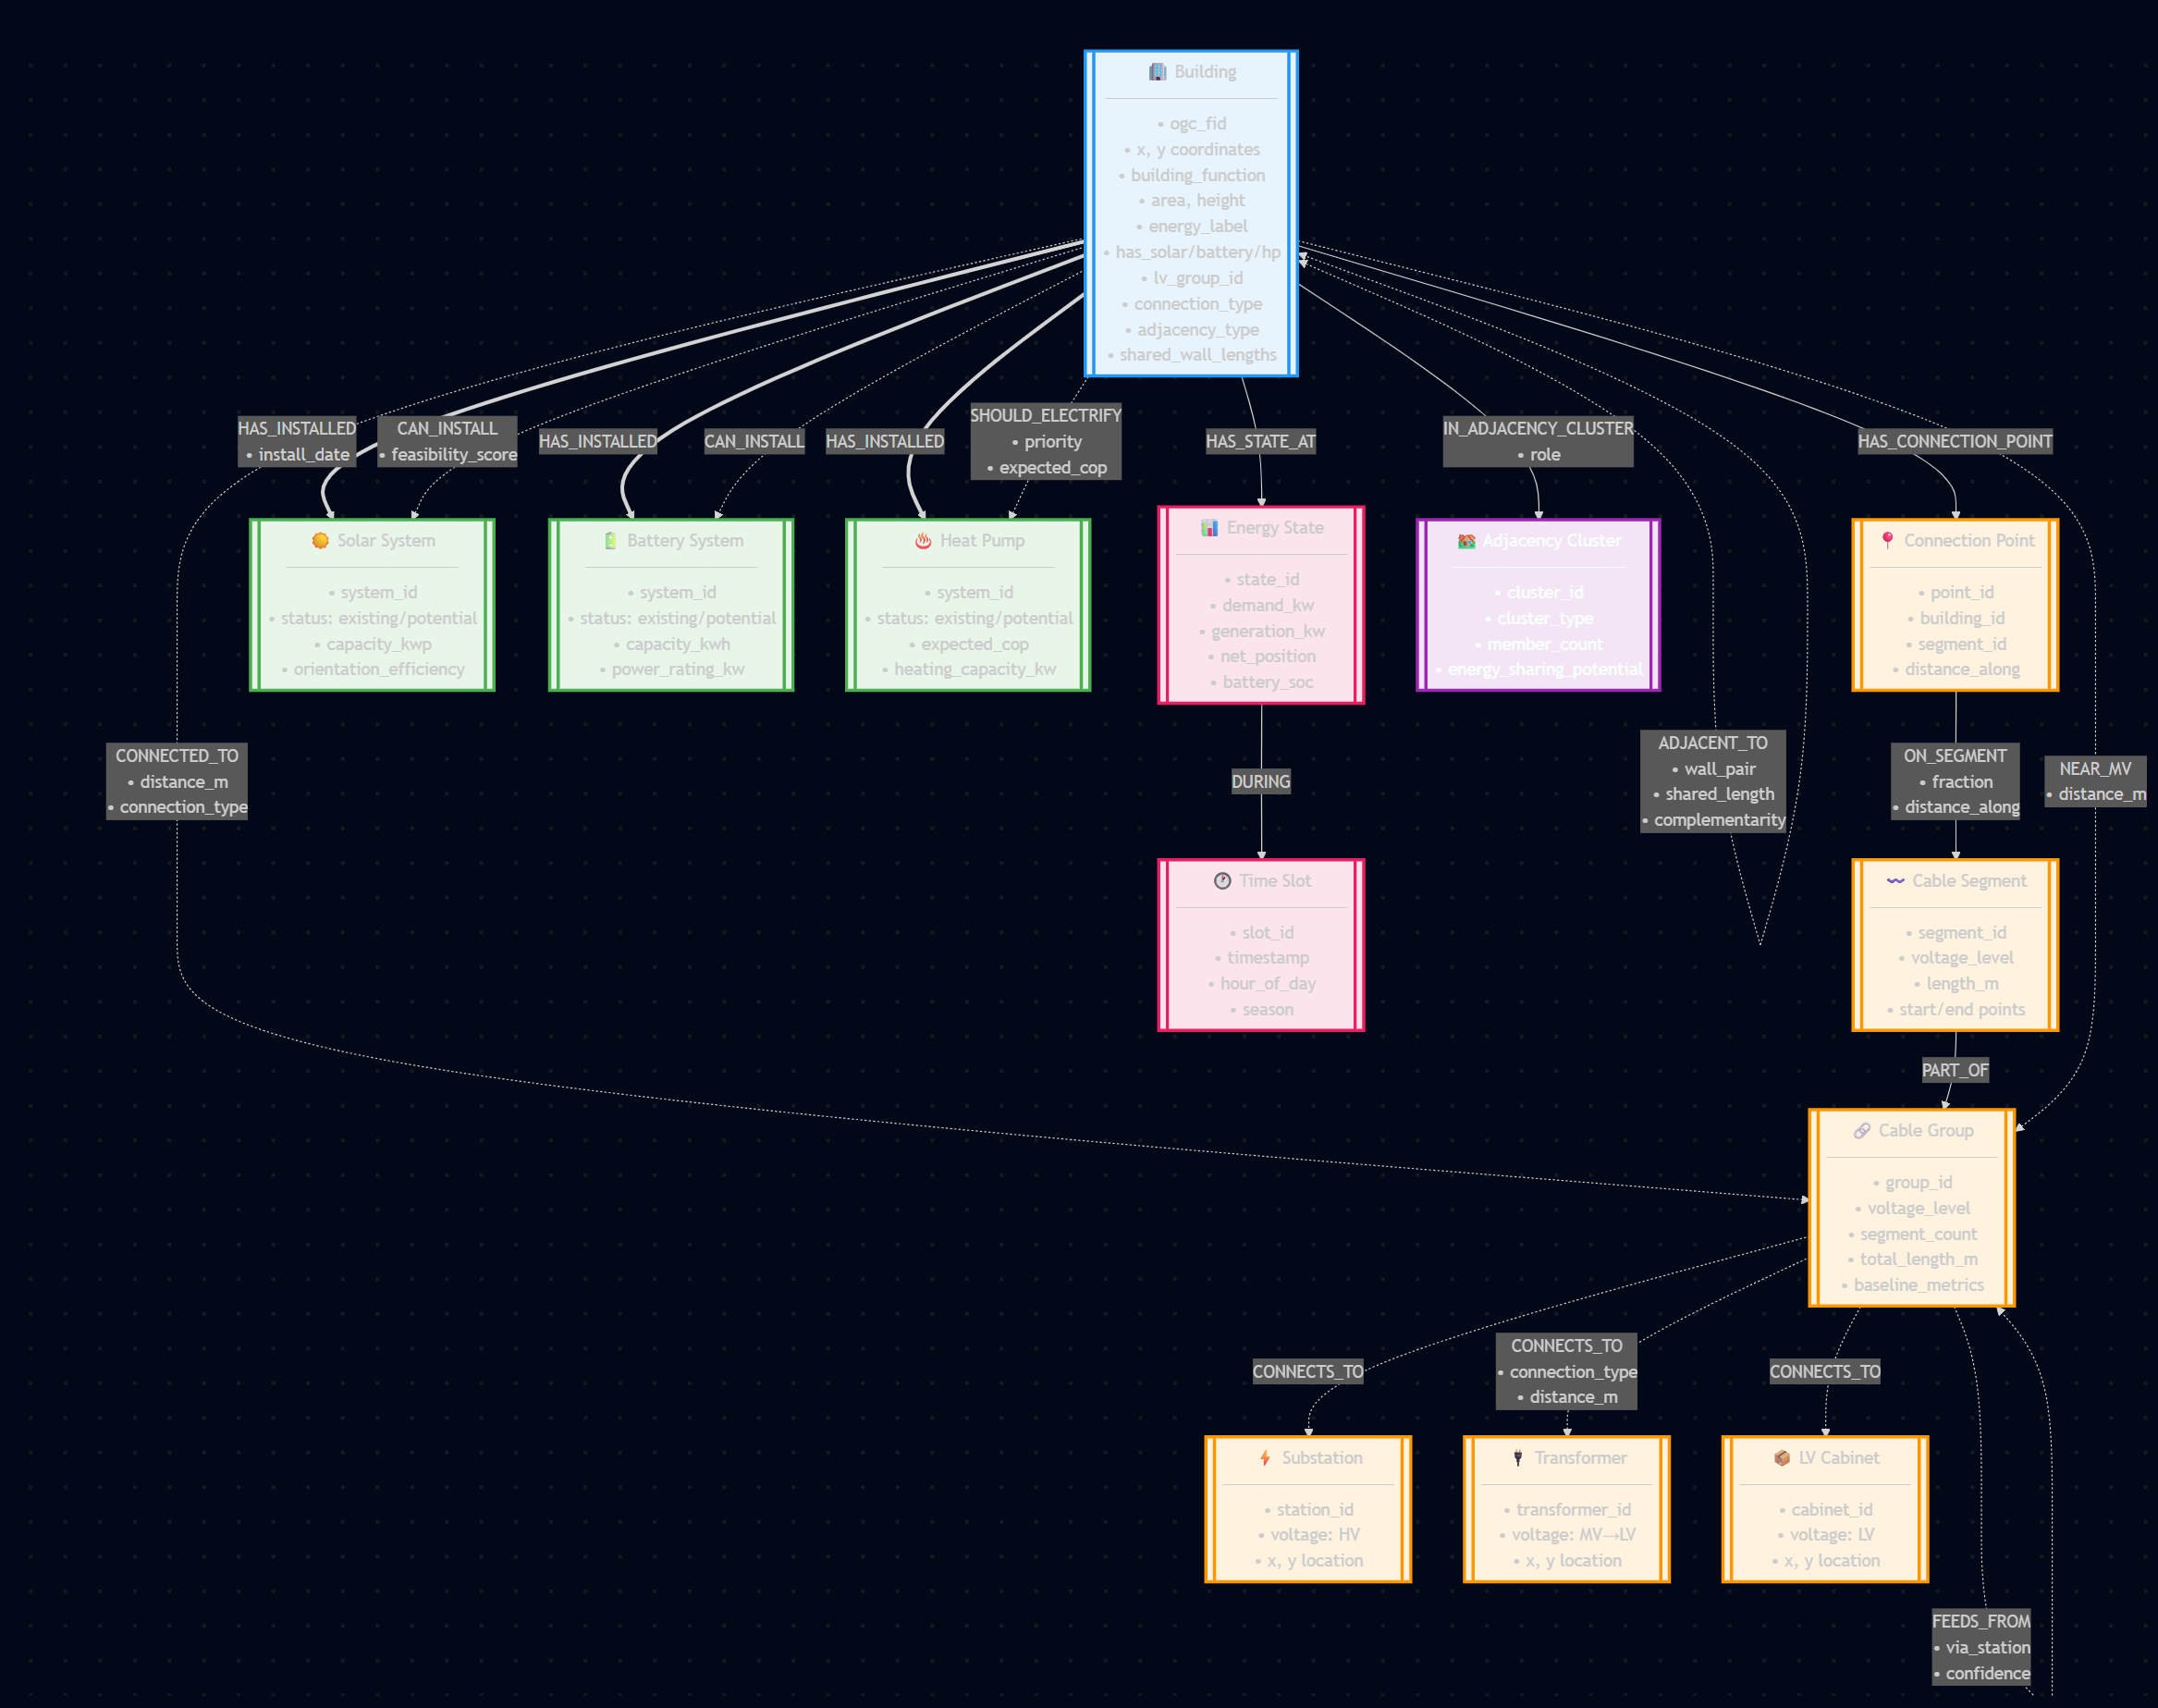 Building
• ogc_fid
• x, y coordinates
• building_function
• area, height
• energy_label
• has_solar/battery/hp
• lv_group_id
• connection_type
• adjacency_type
• shared_wall_lengths
HAS_INSTALLED
• install_date
CAN_INSTALL
• feasibility_score
HAS_INSTALLED
CAN_INSTALL
HAS_INSTALLED
SHOULD_ELECTRIFY
• priority
• expected_cop
HAS_STATE_AT
IN_ADJACENCY_CLUSTER
• role
HAS_CONNECTION_POINT
Solar System
• system_id
• status: existing/potential
• capacity_kwp
• orientation_efficiency
Battery System
• system_id
• status: existing/potential
• capacity_kwh
• power_rating_kw
Heat Pump
• system_id
• status: existing/potential
• expected_cop
• heating_capacity_kw
Energy State
• state_id
• demand_kw
• generation_kw
• net_position
• battery_soc
Adjacency Cluster
• cluster_id
• cluster_type
• member_count
• energy_sharing_potential
Connection Point
• point_id
• building_id
• segment_id
• distance_along
CONNECTED_TO
• distance_m
• connection_type
DURING
ADJACENT_TO
• wall_pair
• shared_length
• complementarity
ON_SEGMENT
• fraction
• distance_along
NEAR_MV
• distance_m
Time Slot
• slot_id
• timestamp
• hour_of_day
• season
Cable Segment
• segment_id
• voltage_level
• length_m
• start/end points
PART_OF
Cable Group
• group_id
• voltage_level
• segment_count
• total_length_m
• baseline_metrics
CONNECTS_TO
CONNECTS_TO
• connection_type
• distance_m
CONNECTS_TO
Substation
• station_id
• voltage: HV
• x, y location
Transformer
• transformer_id
• voltage: MV→LV
• x, y location
LV Cabinet
• cabinet_id
• voltage: LV
• x, y location
FEEDS_FROM
• via_station
• confidence